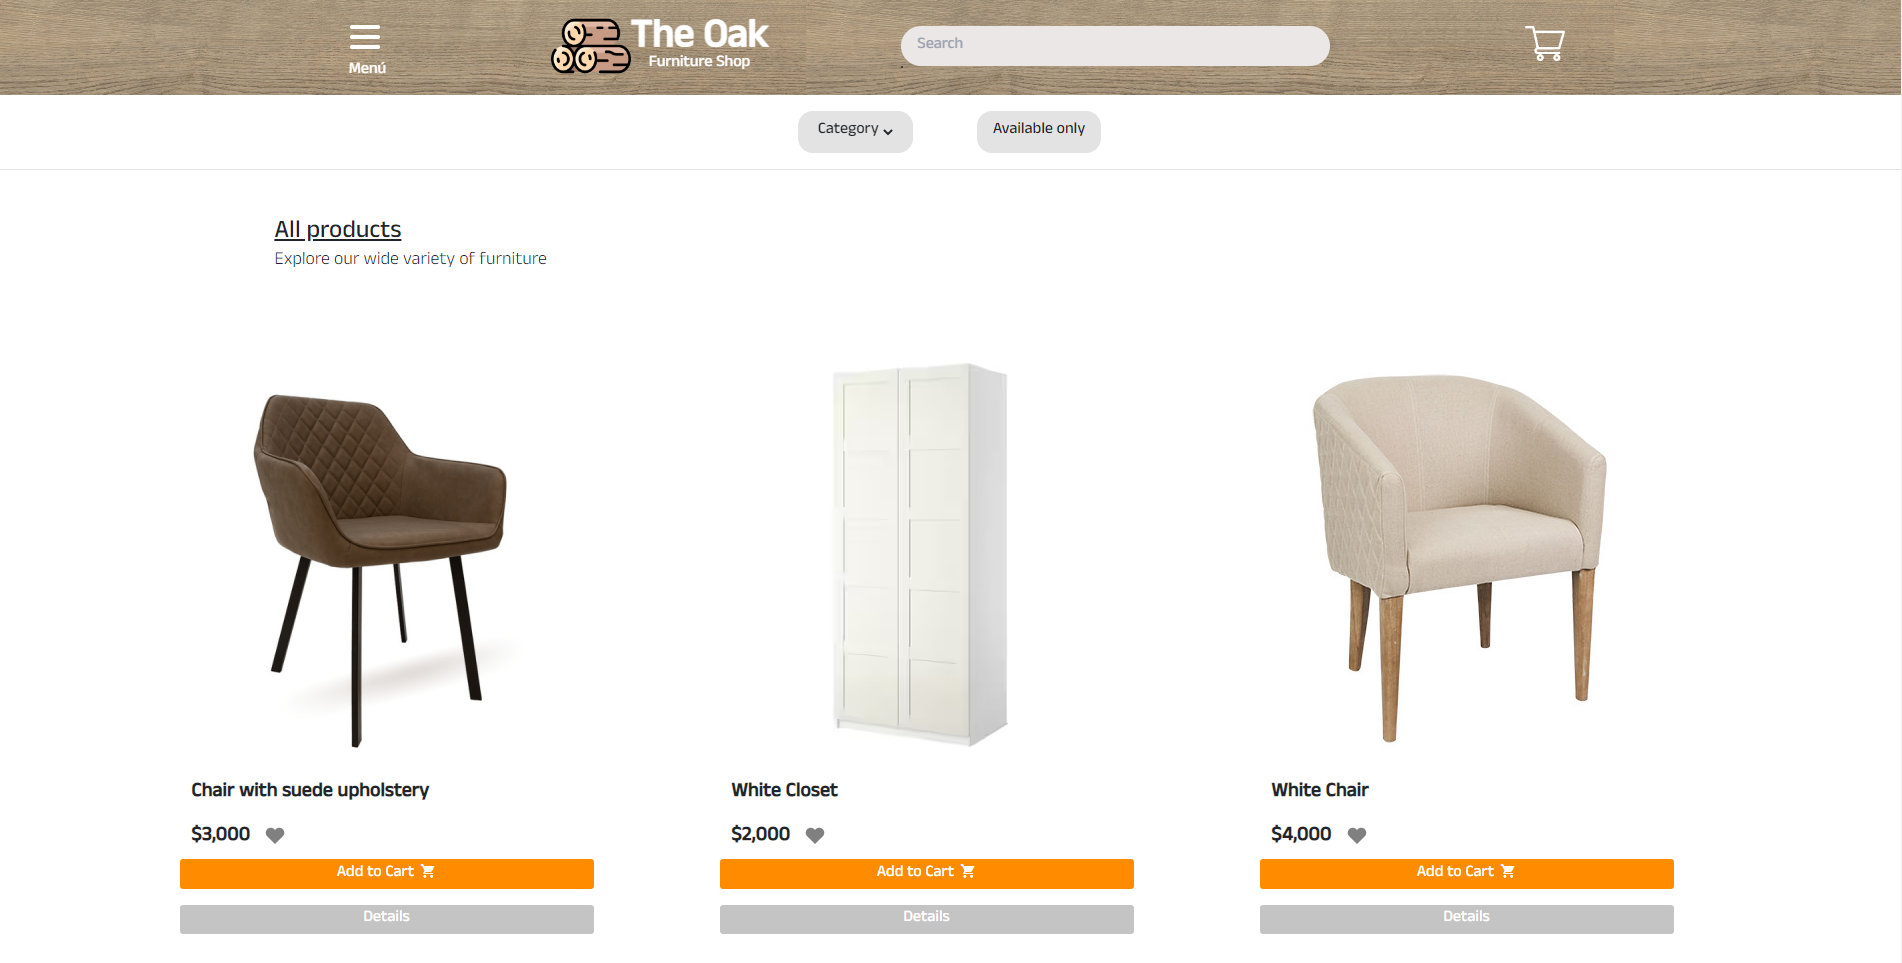 Menú
The Oak
Furniture Shop
Search
Category
Available only
All products
Explore our wide variety of furniture
Chair with suede upholstery
$3,000
Add to Cart
Details
White Closet
$2,000
Add to Cart
Details
White Chair
$4,000
Add to Cart
Details